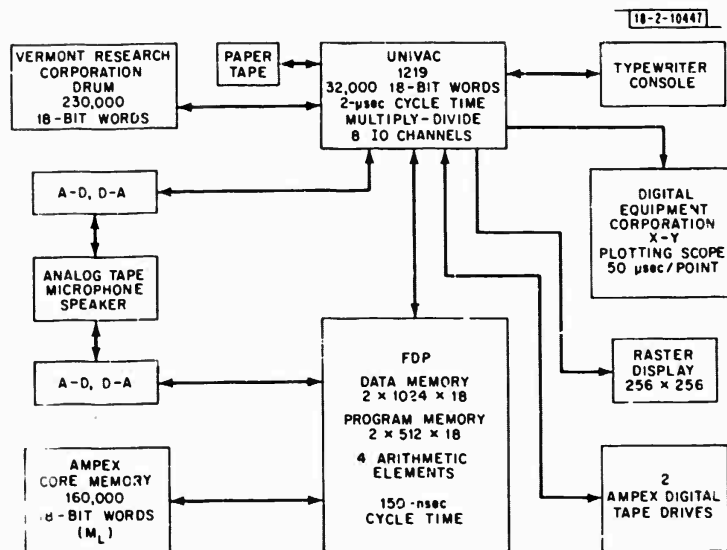 18-2-10447
VERMONT RESEARCH
CORPORATION
DRUM
230,000
18-BIT WORDS
PAPER
TAPE
UNIVAC
1219
32,000 18-BIT WORDS
2-µsec CYCLE TIME
MULTIPLY-DIVIDE
8 IO CHANNELS
TYPEWRITER
CONSOLE
A-D, D-A
DIGITAL
EQUIPMENT
CORPORATION
X-Y
PLOTTING SCOPE
50 µsec/POINT
ANALOG TAPE
MICROPHONE
SPEAKER
A-D, D-A
FDP
DATA MEMORY
2 × 1024 × 18
PROGRAM MEMORY
2 × 512 × 18
4 ARITHMETIC
ELEMENTS
150-nsec
CYCLE TIME
RASTER
DISPLAY
256 × 256
AMPEX
CORE MEMORY
160,000
18-BIT WORDS
(ML)
2
AMPEX DIGITAL
TAPE DRIVES